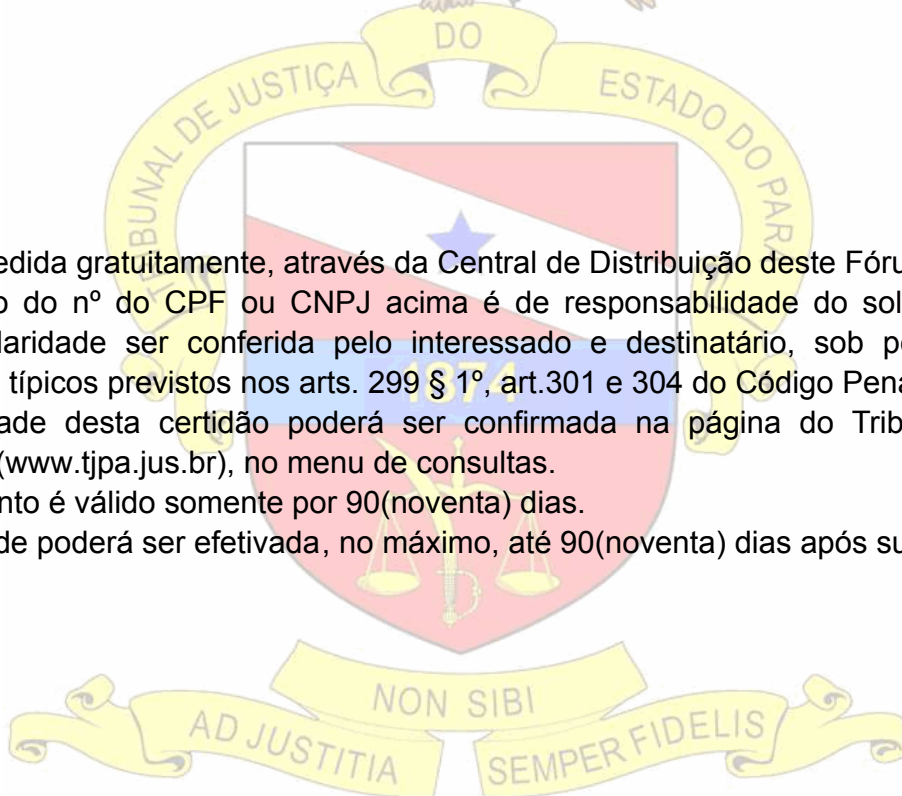 DO
TRIBUNAL DE JUSTIÇA
ESTADO DO PARÁ
edida gratuitamente, através da Central de Distribuição deste Fóru
o do nº do CPF ou CNPJ acima é de responsabilidade do sol
laridade ser conferida pelo interessado e destinatário, sob pe
típicos previstos nos arts. 299 § 1º, art.301 e 304 do Código Pena
ade desta certidão poderá ser confirmada na página do Trib
(www.tjpa.jus.br), no menu de consultas.
nto é válido somente por 90(noventa) dias.
de poderá ser efetivada, no máximo, até 90(noventa) dias após su
1874
NON SIBI
AD JUSTITIA
SEMPER FIDELIS